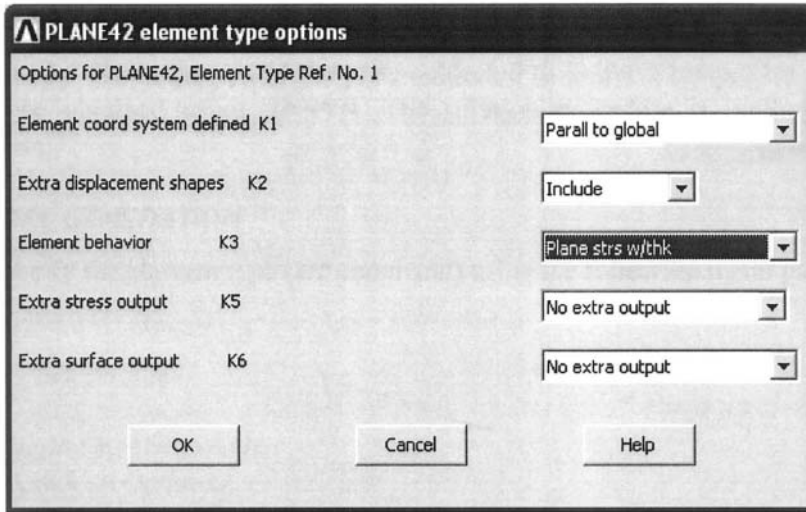 PLANE42 element type options
Options for PLANE42, Element Type Ref. No. 1
Element coord system defined K1 Parall to global
Extra displacement shapes K2 Include
Element behavior K3 Plane strs w/thk
Extra stress output K5 No extra output
Extra surface output K6 No extra output
OK Cancel Help